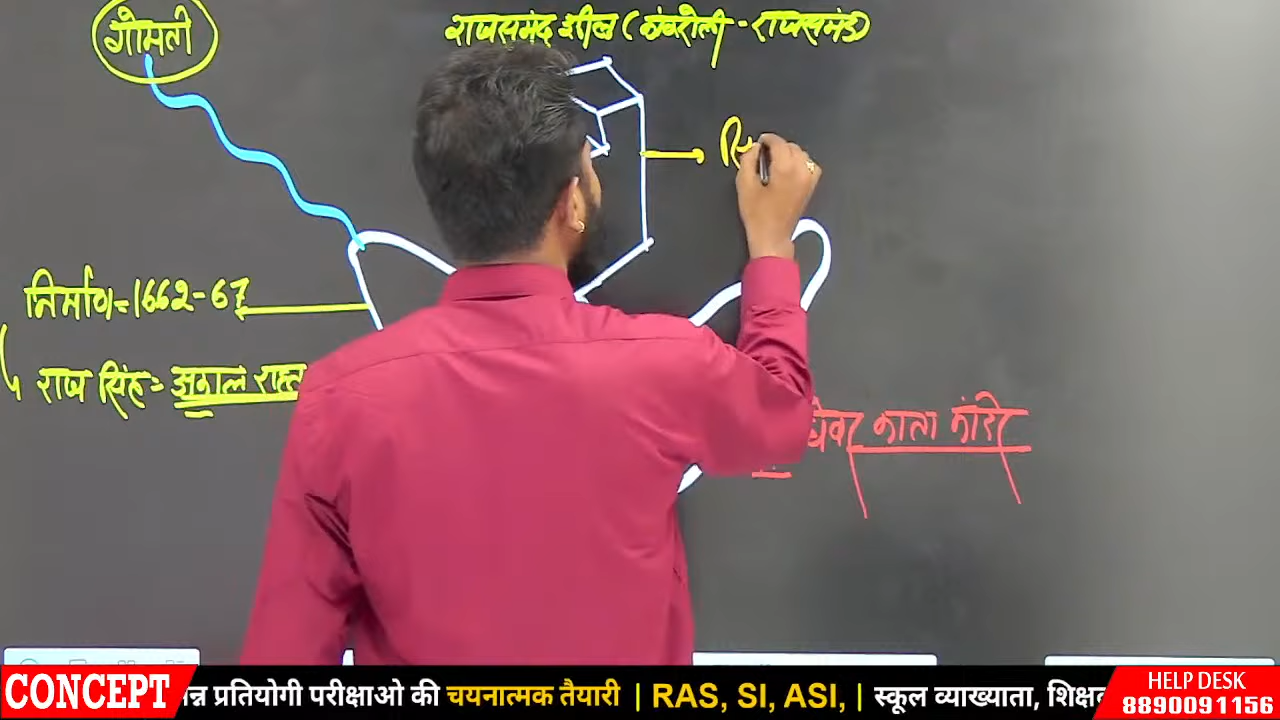 गोमती
राजसमंद झील (कंकरोली - राजसमंद)
निर्माण = 1662-67
राज सिंह = अकाल राहत
घेवर माता मंदिर
CONCEPT
न्न प्रतियोगी परीक्षाओ की चयनात्मक तैयारी | RAS, SI, ASI, | स्कूल व्याख्याता, शिक्षक
HELP DESK
8890091156